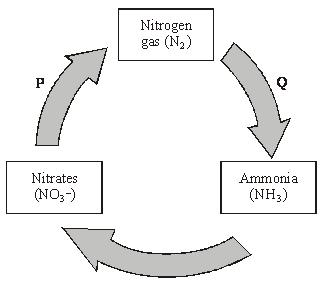 Nitrogen
gas (N₂)
P
Q
Nitrates
(NO₃⁻)
Ammonia
(NH₃)